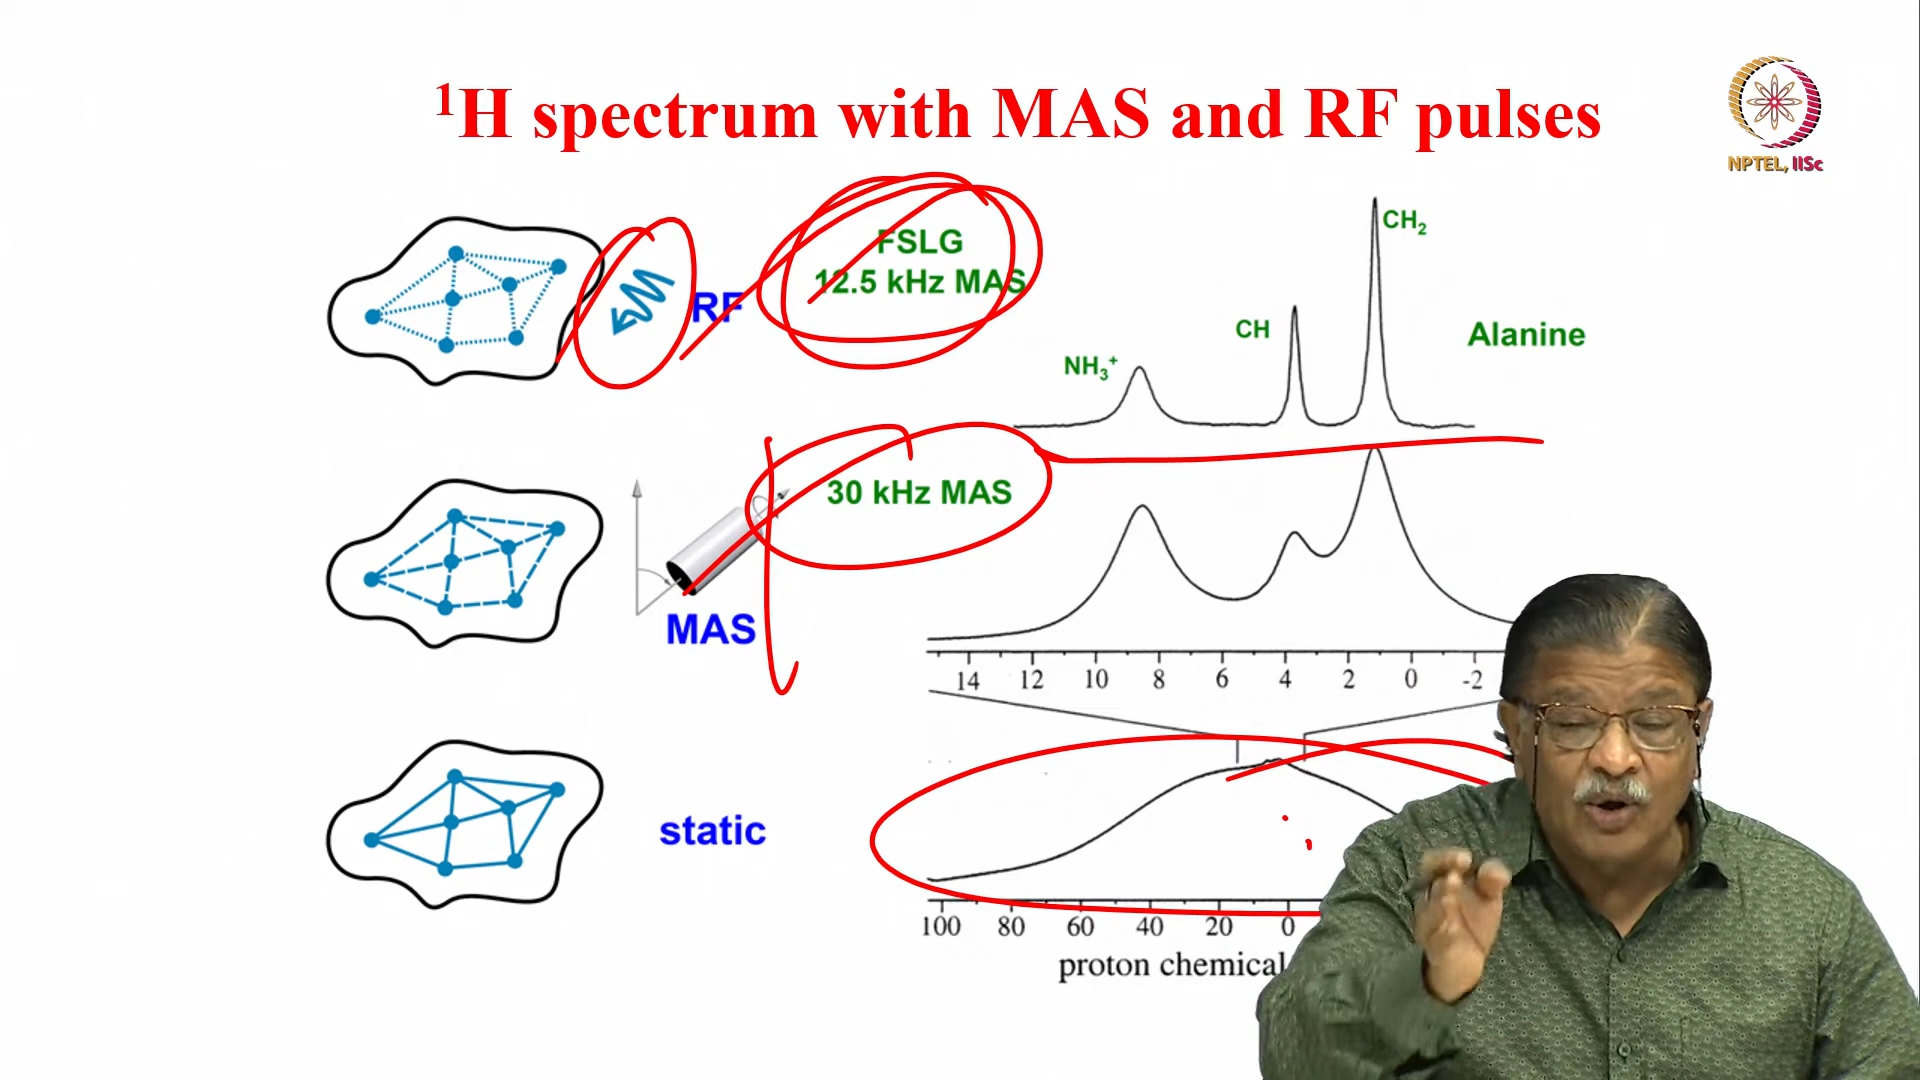 ¹H spectrum with MAS and RF pulses
NPTEL, IISc
FSLG
12.5 kHz MAS
RF
CH₂
CH
NH₃⁺
Alanine
30 kHz MAS
MAS
14 12 10 8 6 4 2 0 -2
static
100 80 60 40 20 0
proton chemical